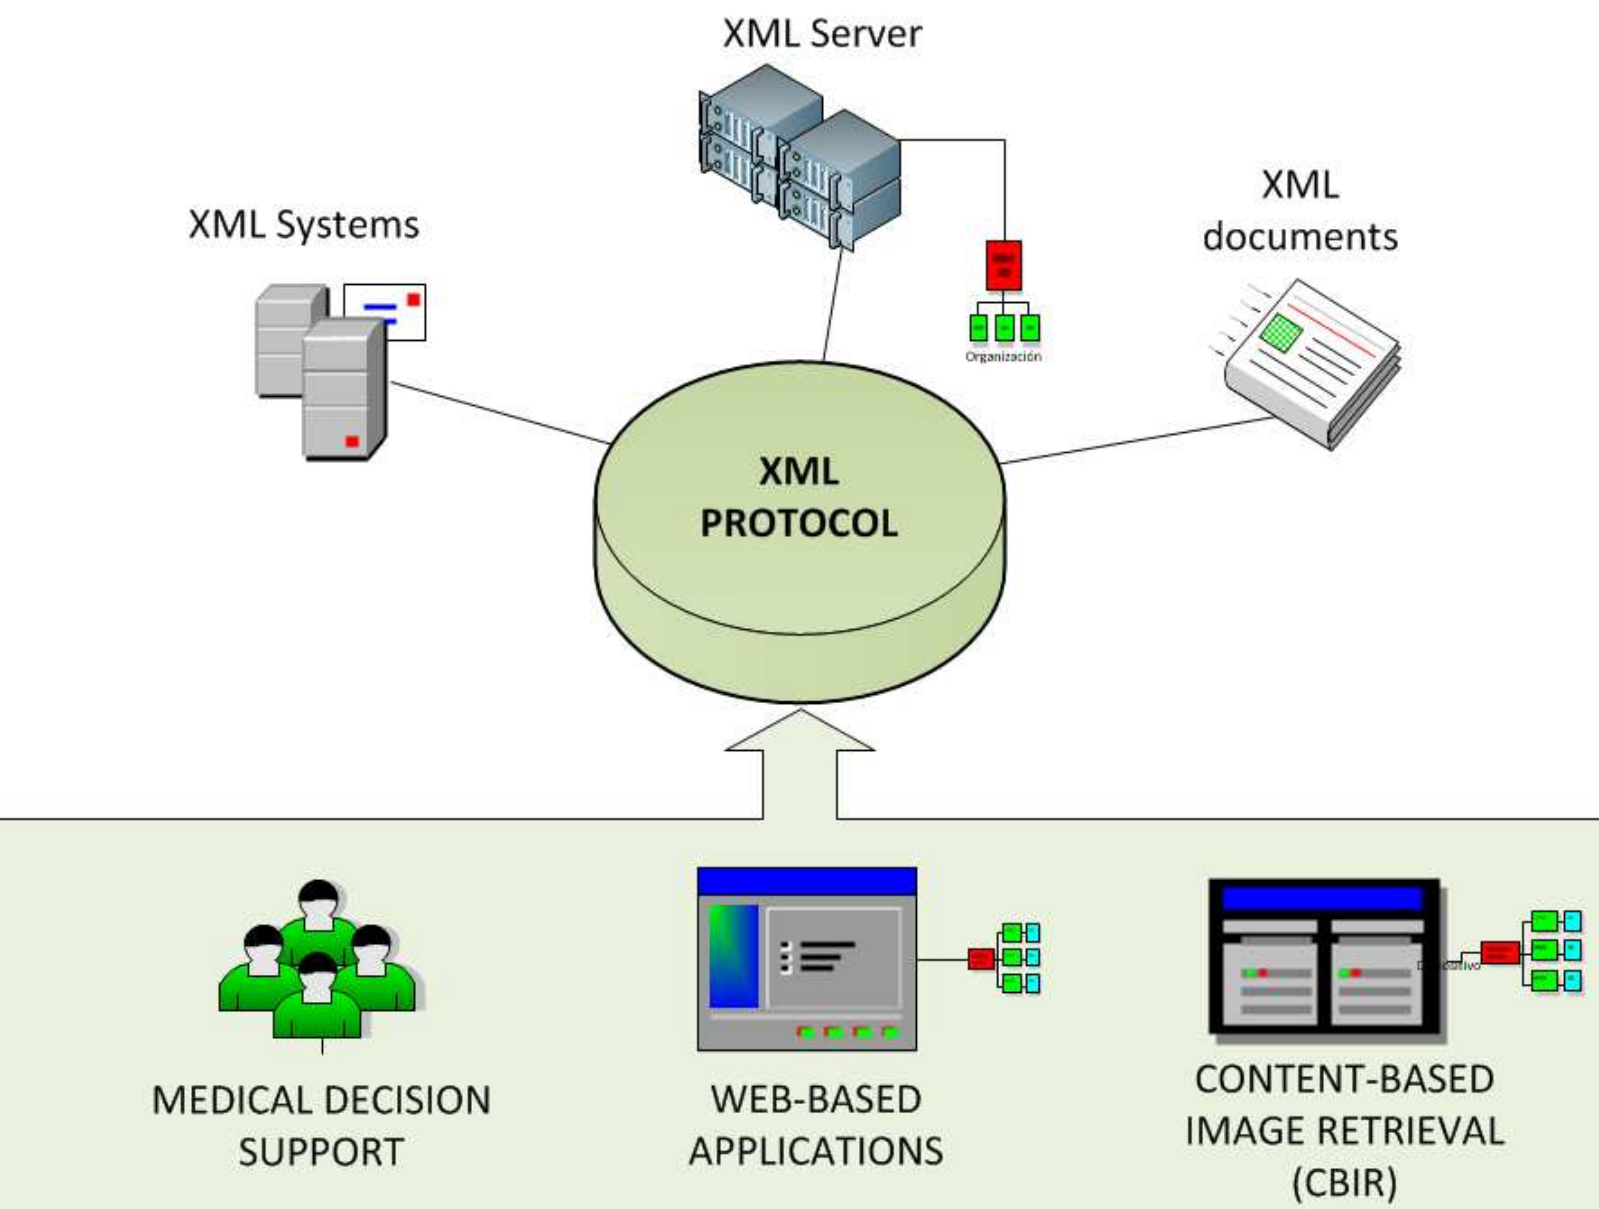 XML Server
XML Systems
XML
documents
Organización
XML
PROTOCOL
MEDICAL DECISION
SUPPORT
WEB-BASED
APPLICATIONS
CONTENT-BASED
IMAGE RETRIEVAL
(CBIR)